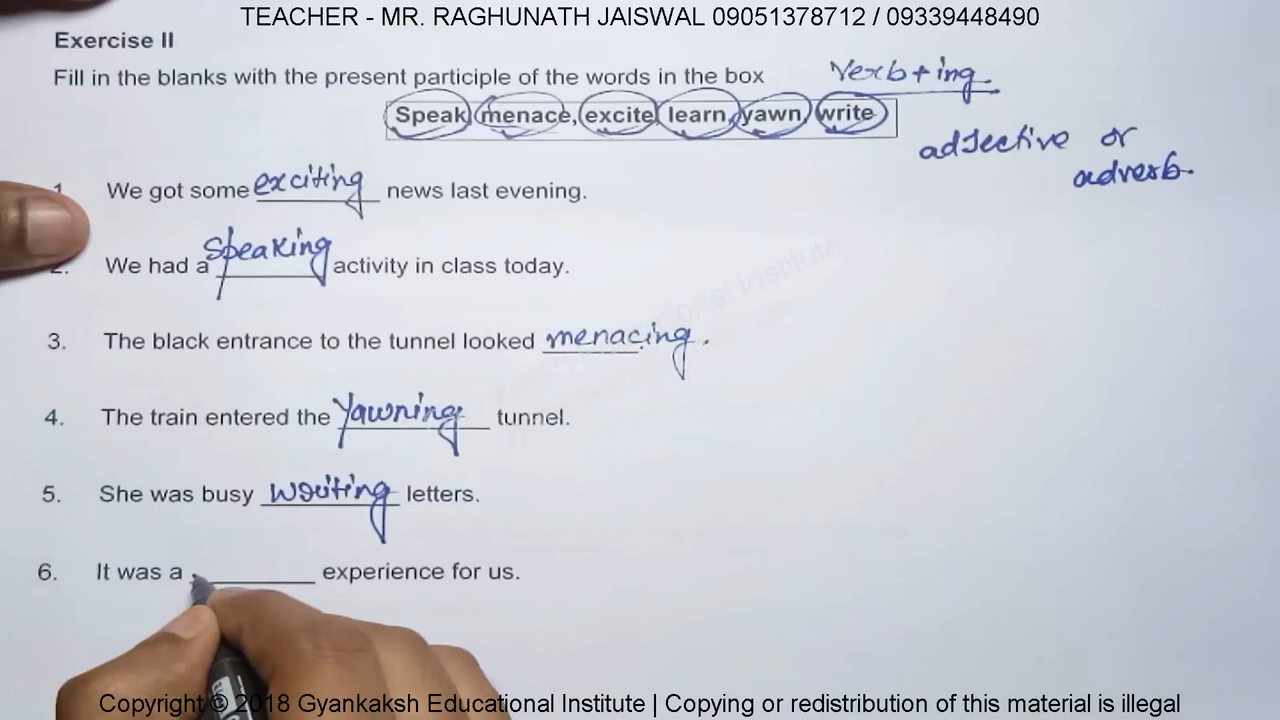 TEACHER - MR. RAGHUNATH JAISWAL 09051378712 / 09339448490
Exercise II
Fill in the blanks with the present participle of the words in the box
Verb + ing
Speak, menace, excite, learn, yawn, write
adjective or
adverb.
1. We got some exciting news last evening.
2. We had a speaking activity in class today.
3. The black entrance to the tunnel looked menacing.
4. The train entered the yawning tunnel.
5. She was busy writing letters.
6. It was a __________ experience for us.
Copyright © 2018 Gyankaksh Educational Institute | Copying or redistribution of this material is illegal